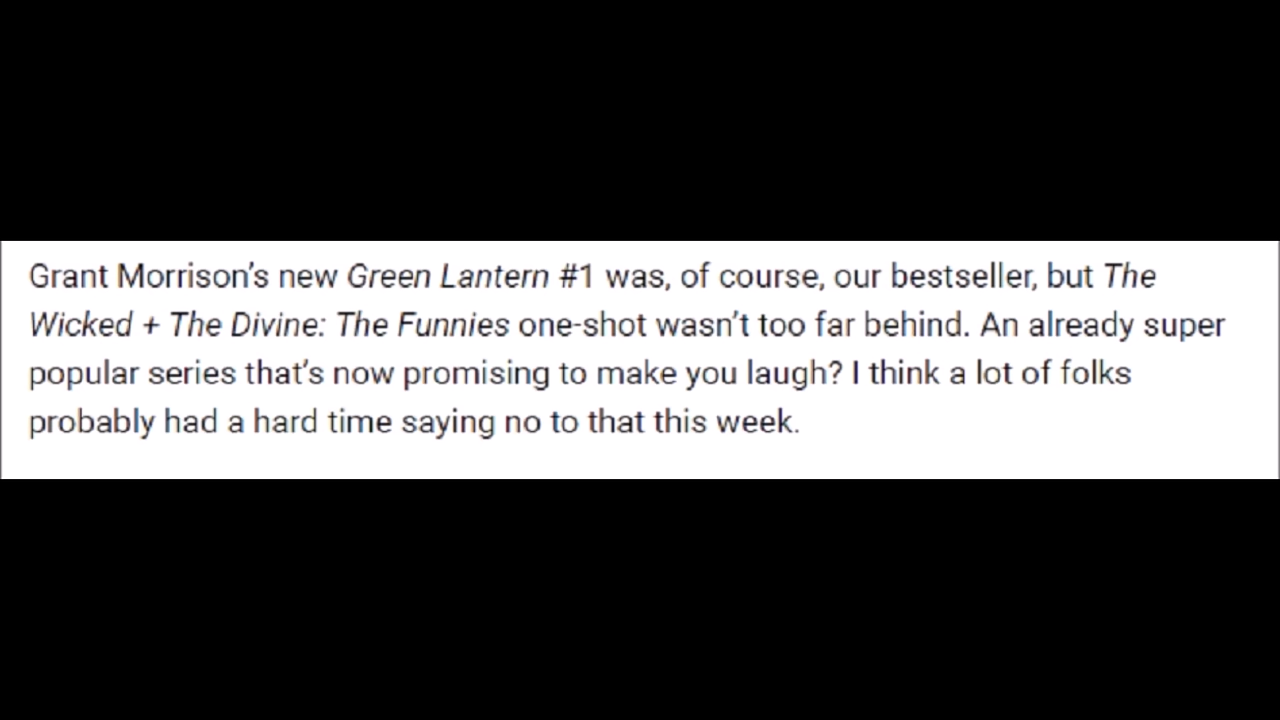 Grant Morrison’s new Green Lantern #1 was, of course, our bestseller, but The
Wicked + The Divine: The Funnies one-shot wasn’t too far behind. An already super
popular series that’s now promising to make you laugh? I think a lot of folks
probably had a hard time saying no to that this week.